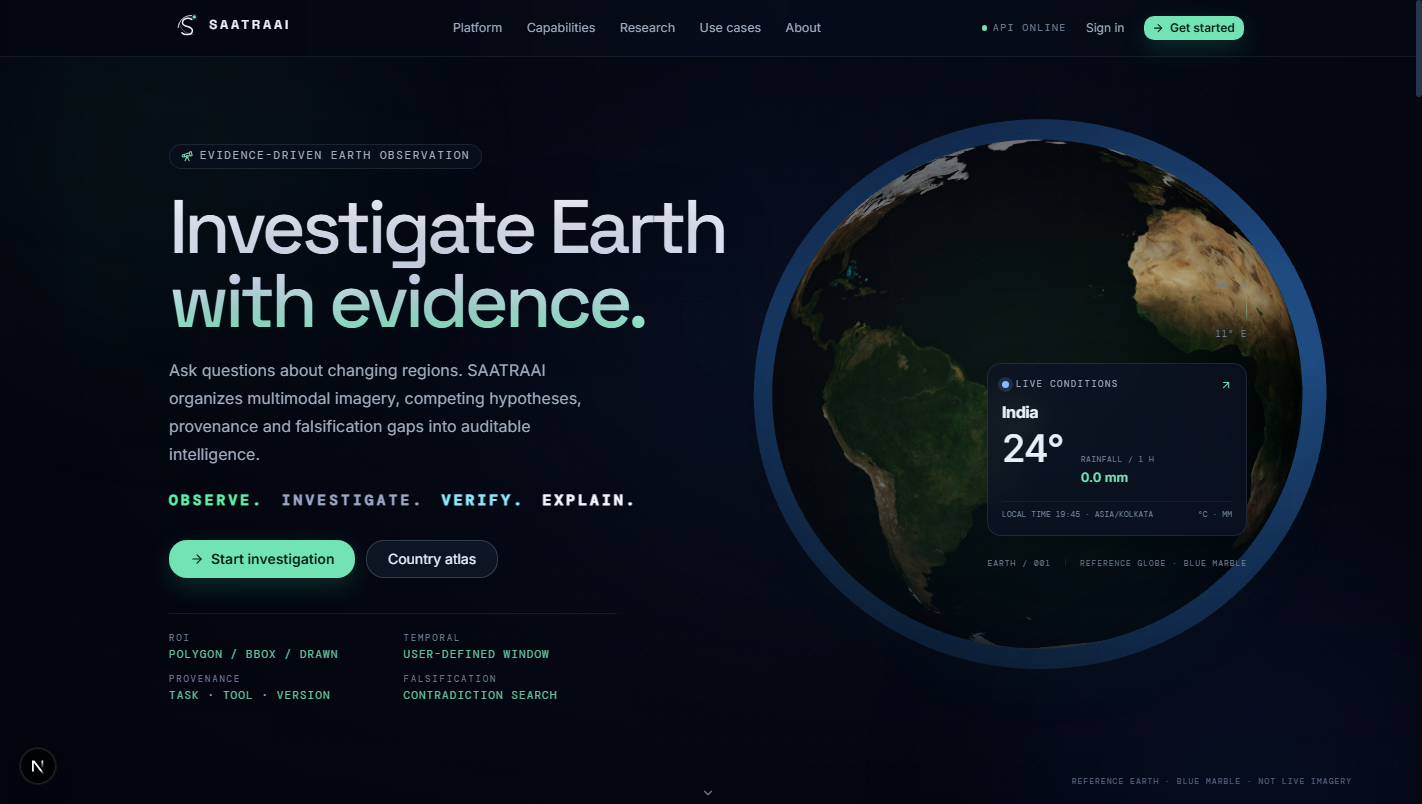 SAATRAAI
Platform Capabilities Research Use cases About
API ONLINE Sign in → Get started
EVIDENCE-DRIVEN EARTH OBSERVATION
Investigate Earth
with evidence.
Ask questions about changing regions. SAATRAAI
organizes multimodal imagery, competing hypotheses,
provenance and falsification gaps into auditable
intelligence.
OBSERVE. INVESTIGATE. VERIFY. EXPLAIN.
→ Start investigation Country atlas
ROI TEMPORAL
POLYGON / BBOX / DRAWN USER-DEFINED WINDOW
PROVENANCE FALSIFICATION
TASK · TOOL · VERSION CONTRADICTION SEARCH
11° E
LIVE CONDITIONS
India
24°
RAINFALL / 1 H
0.0 mm
LOCAL TIME 19:45 · ASIA/KOLKATA °C · MM
EARTH / 001 | REFERENCE GLOBE · BLUE MARBLE
N
REFERENCE EARTH · BLUE MARBLE · NOT LIVE IMAGERY